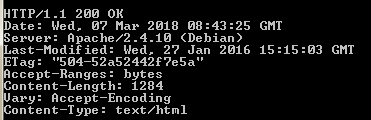 HTTP/1.1 200 OK
Date: Wed, 07 Mar 2018 08:43:25 GMT
Server: Apache/2.4.10 (Debian)
Last-Modified: Wed, 27 Jan 2016 15:15:03 GMT
ETag: "504-52a52442f7e5a"
Accept-Ranges: bytes
Content-Length: 1284
Vary: Accept-Encoding
Content-Type: text/html